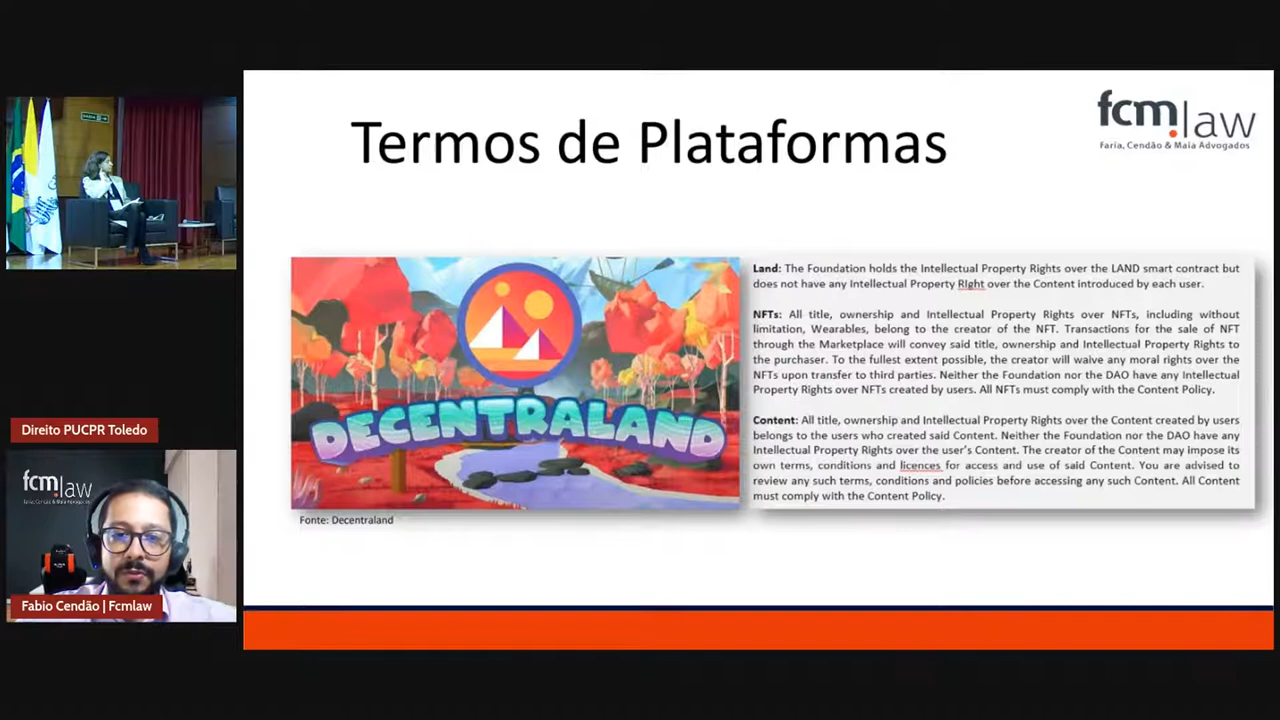 Termos de Plataformas
fcm.law
Faria, Cendão & Maia Advogados
DECENTRALAND
Fonte: Decentraland
Land: The Foundation holds the Intellectual Property Rights over the LAND smart contract but
does not have any Intellectual Property Right over the Content introduced by each user.
NFTs: All title, ownership and Intellectual Property Rights over NFTs, including without
limitation, Wearables, belong to the creator of the NFT. Transactions for the sale of NFT
through the Marketplace will convey said title, ownership and Intellectual Property Rights to
the purchaser. To the fullest extent possible, the creator will waive any moral rights over the
NFTs upon transfer to third parties. Neither the Foundation nor the DAO have any Intellectual
Property Rights over NFTs created by users. All NFTs must comply with the Content Policy.
Content: All title, ownership and Intellectual Property Rights over the Content created by users
belongs to the users who created said Content. Neither the Foundation nor the DAO have any
Intellectual Property Rights over the user's Content. The creator of the Content may impose its
own terms, conditions and licences for access and use of said Content. You are advised to
review any such terms, conditions and policies before accessing any such Content. All Content
must comply with the Content Policy.
Direito PUCPR Toledo
fcm.law
Faria, Cendão & Maia Advogados
Fabio Cendão | Fcmlaw